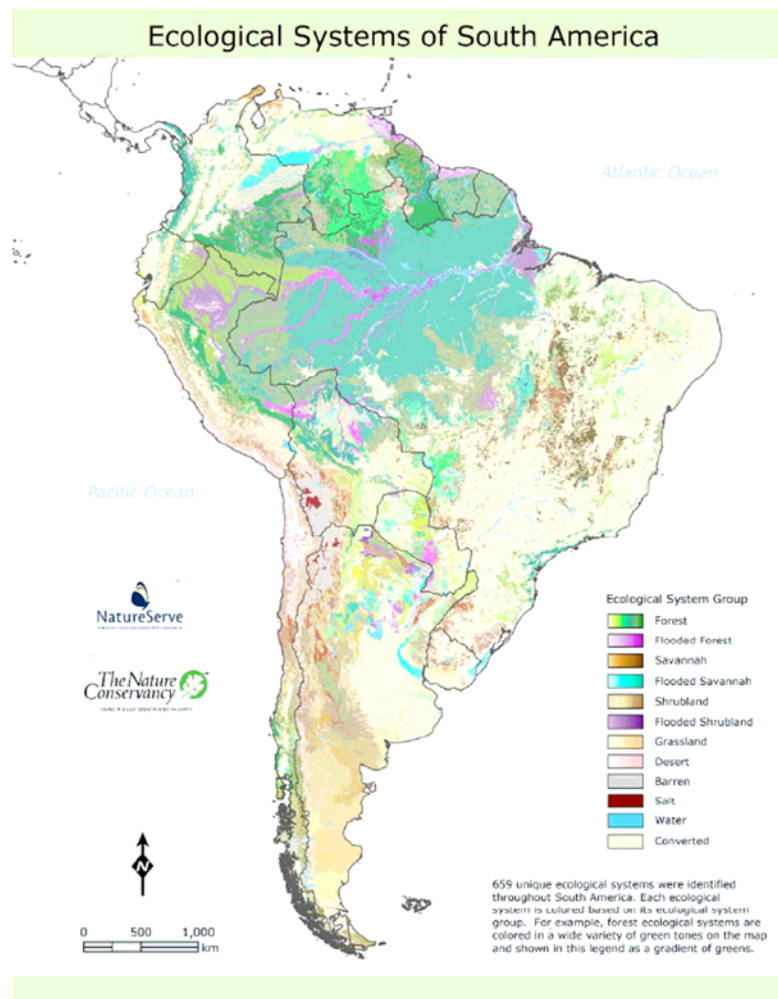 Ecological Systems of South America
Atlantic Ocean
Pacific Ocean
NatureServe
The Nature
Conservancy
Ecological System Group
Forest
Flooded Forest
Savannah
Flooded Savannah
Shrubland
Flooded Shrubland
Grassland
Desert
Barren
Salt
Water
Converted
N
0 500 1,000
km
659 unique ecological systems were identified
throughout South America. Each ecological
system is colored based on its ecological system
group. For example, forest ecological systems are
colored in a wide variety of green tones on the map
and shown in this legend as a gradient of greens.